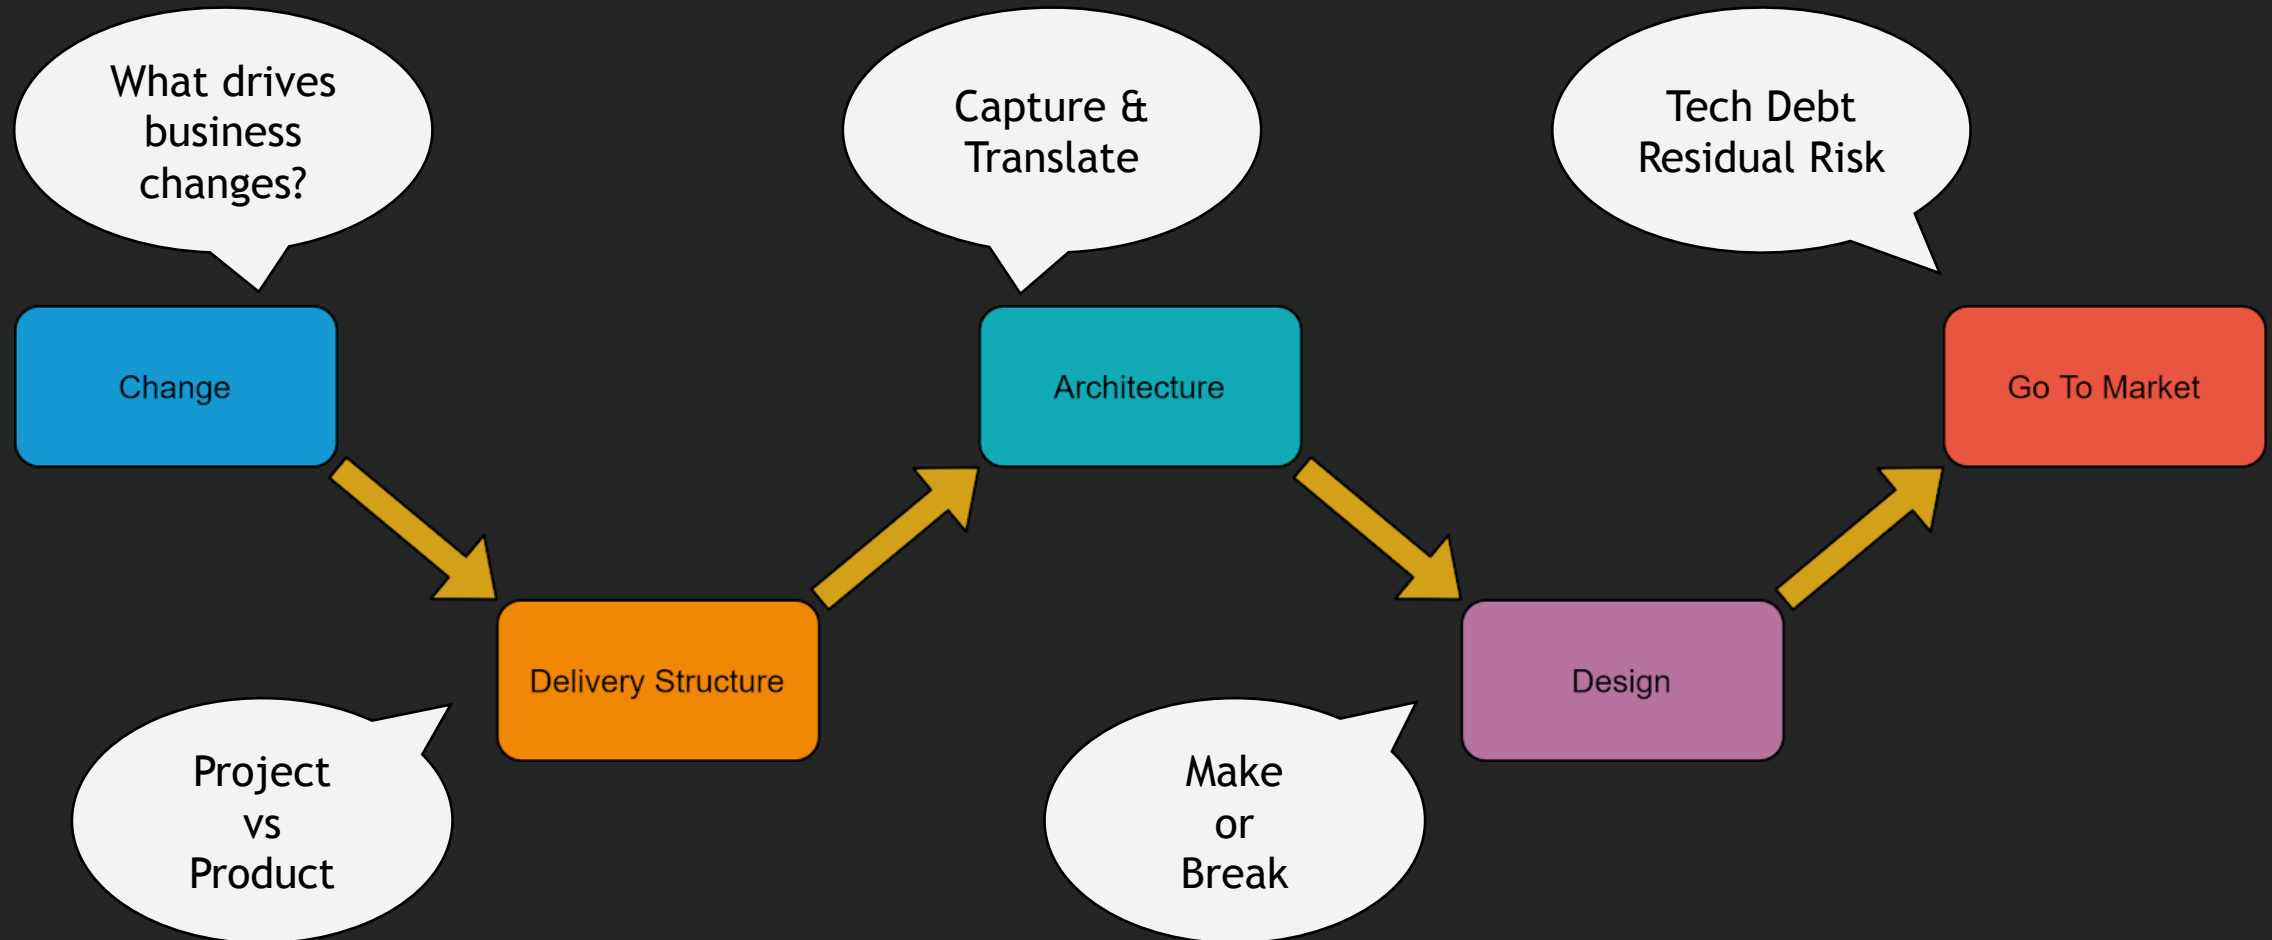 What drives
business
changes?
Capture &
Translate
Tech Debt
Residual Risk
Change
Architecture
Go To Market
Delivery Structure
Design
Project
vs
Product
Make
or
Break